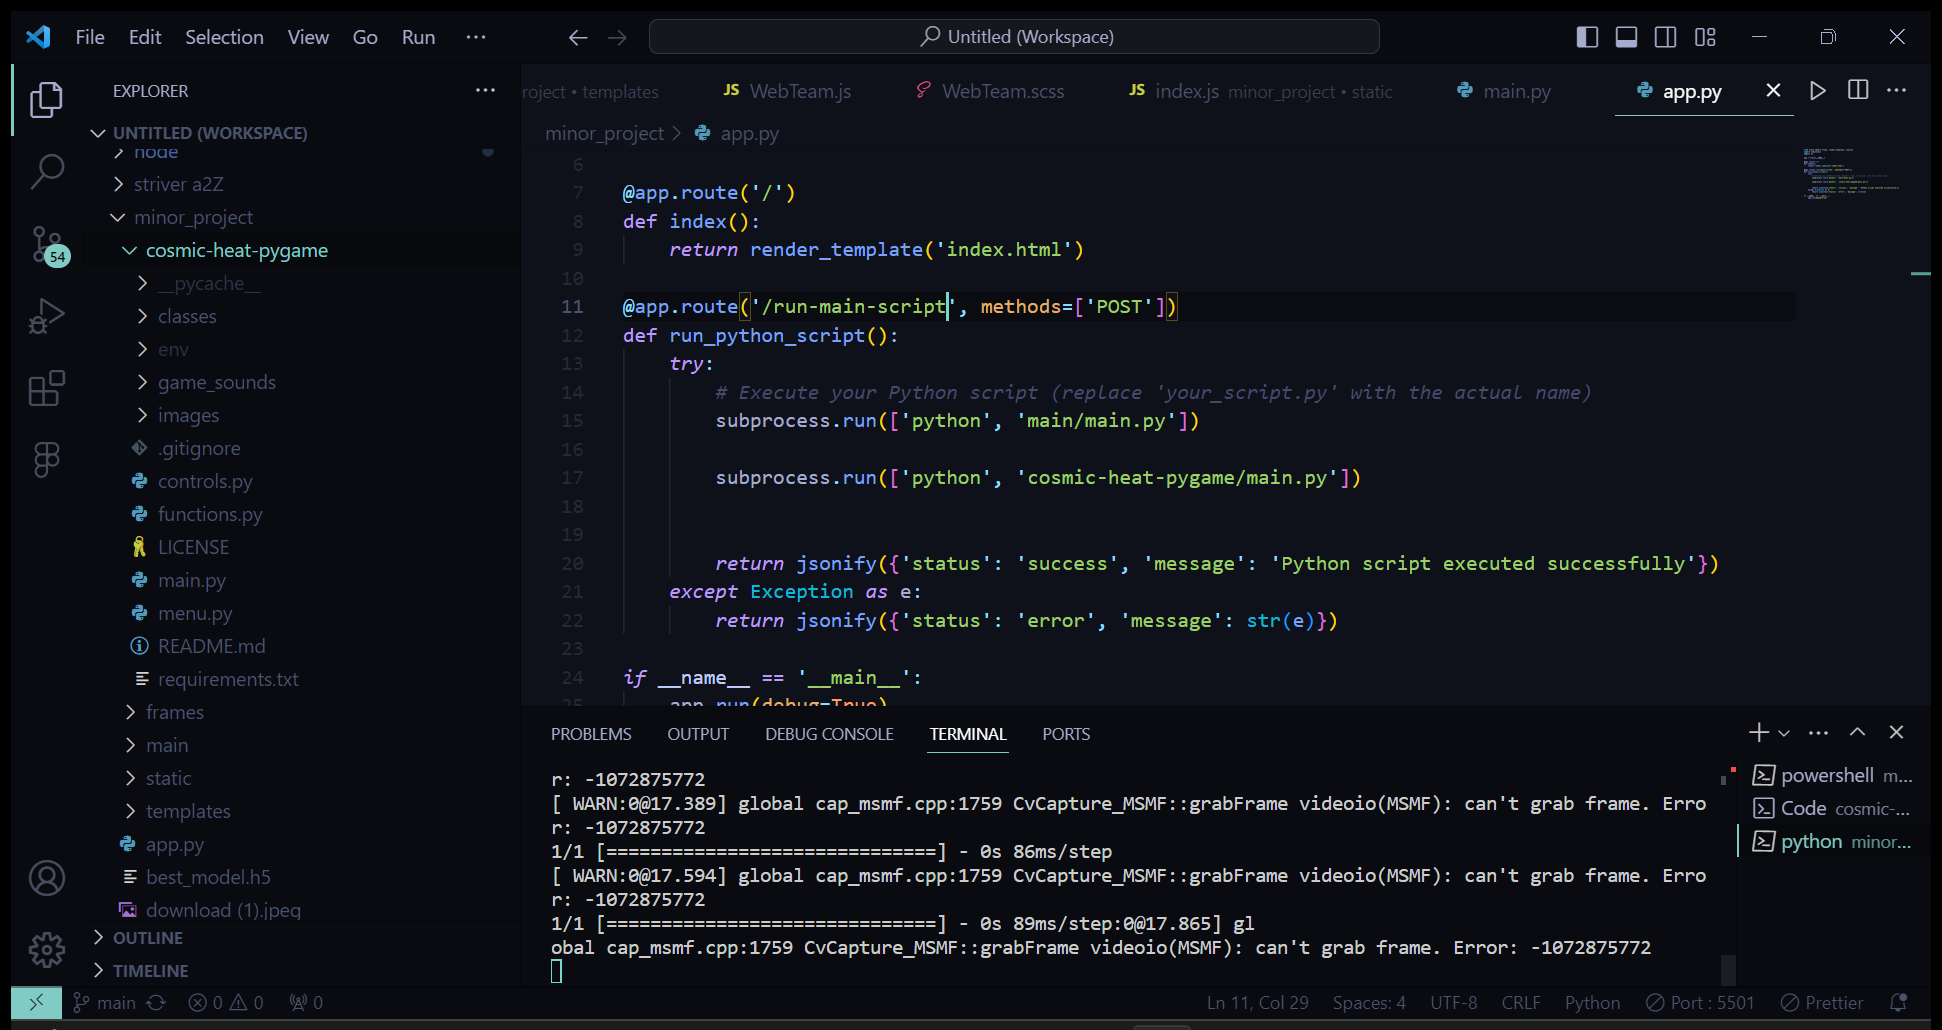 File Edit Selection View Go Run ···
Untitled (Workspace)
EXPLORER
UNTITLED (WORKSPACE)
node
striver a2Z
minor_project
cosmic-heat-pygame
__pycache__
classes
env
game_sounds
images
.gitignore
controls.py
functions.py
LICENSE
main.py
menu.py
README.md
requirements.txt
frames
main
static
templates
app.py
best_model.h5
download (1).jpeg
OUTLINE
TIMELINE
54
roject • templates
JS WebTeam.js
WebTeam.scss
JS index.js minor_project • static
main.py
app.py
minor_project > app.py
6
7 @app.route('/')
8 def index():
9 return render_template('index.html')
10
11 @app.route('/run-main-script', methods=['POST'])
12 def run_python_script():
13 try:
14 # Execute your Python script (replace 'your_script.py' with the actual name)
15 subprocess.run(['python', 'main/main.py'])
16
17 subprocess.run(['python', 'cosmic-heat-pygame/main.py'])
18
19
20 return jsonify({'status': 'success', 'message': 'Python script executed successfully'})
21 except Exception as e:
22 return jsonify({'status': 'error', 'message': str(e)})
23
24 if __name__ == '__main__':
25 app.run(debug=True)
PROBLEMS OUTPUT DEBUG CONSOLE TERMINAL PORTS
r: -1072875772
[ WARN:0@17.389] global cap_msmf.cpp:1759 CvCapture_MSMF::grabFrame videoio(MSMF): can't grab frame. Erro
r: -1072875772
1/1 [==============================] - 0s 86ms/step
[ WARN:0@17.594] global cap_msmf.cpp:1759 CvCapture_MSMF::grabFrame videoio(MSMF): can't grab frame. Erro
r: -1072875772
1/1 [==============================] - 0s 89ms/step:0@17.865] gl
obal cap_msmf.cpp:1759 CvCapture_MSMF::grabFrame videoio(MSMF): can't grab frame. Error: -1072875772
powershell m...
Code cosmic-...
python minor...
main 0 0 0
Ln 11, Col 29 Spaces: 4 UTF-8 CRLF Python Port : 5501 Prettier